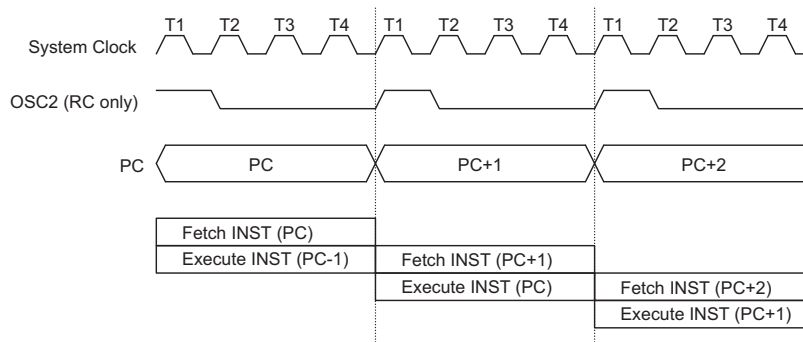 T1 T2 T3 T4 T1 T2 T3 T4 T1 T2 T3 T4
System Clock
OSC2 (RC only)
PC PC PC+1 PC+2
Fetch INST (PC)
Execute INST (PC-1) Fetch INST (PC+1)
Execute INST (PC) Fetch INST (PC+2)
Execute INST (PC+1)